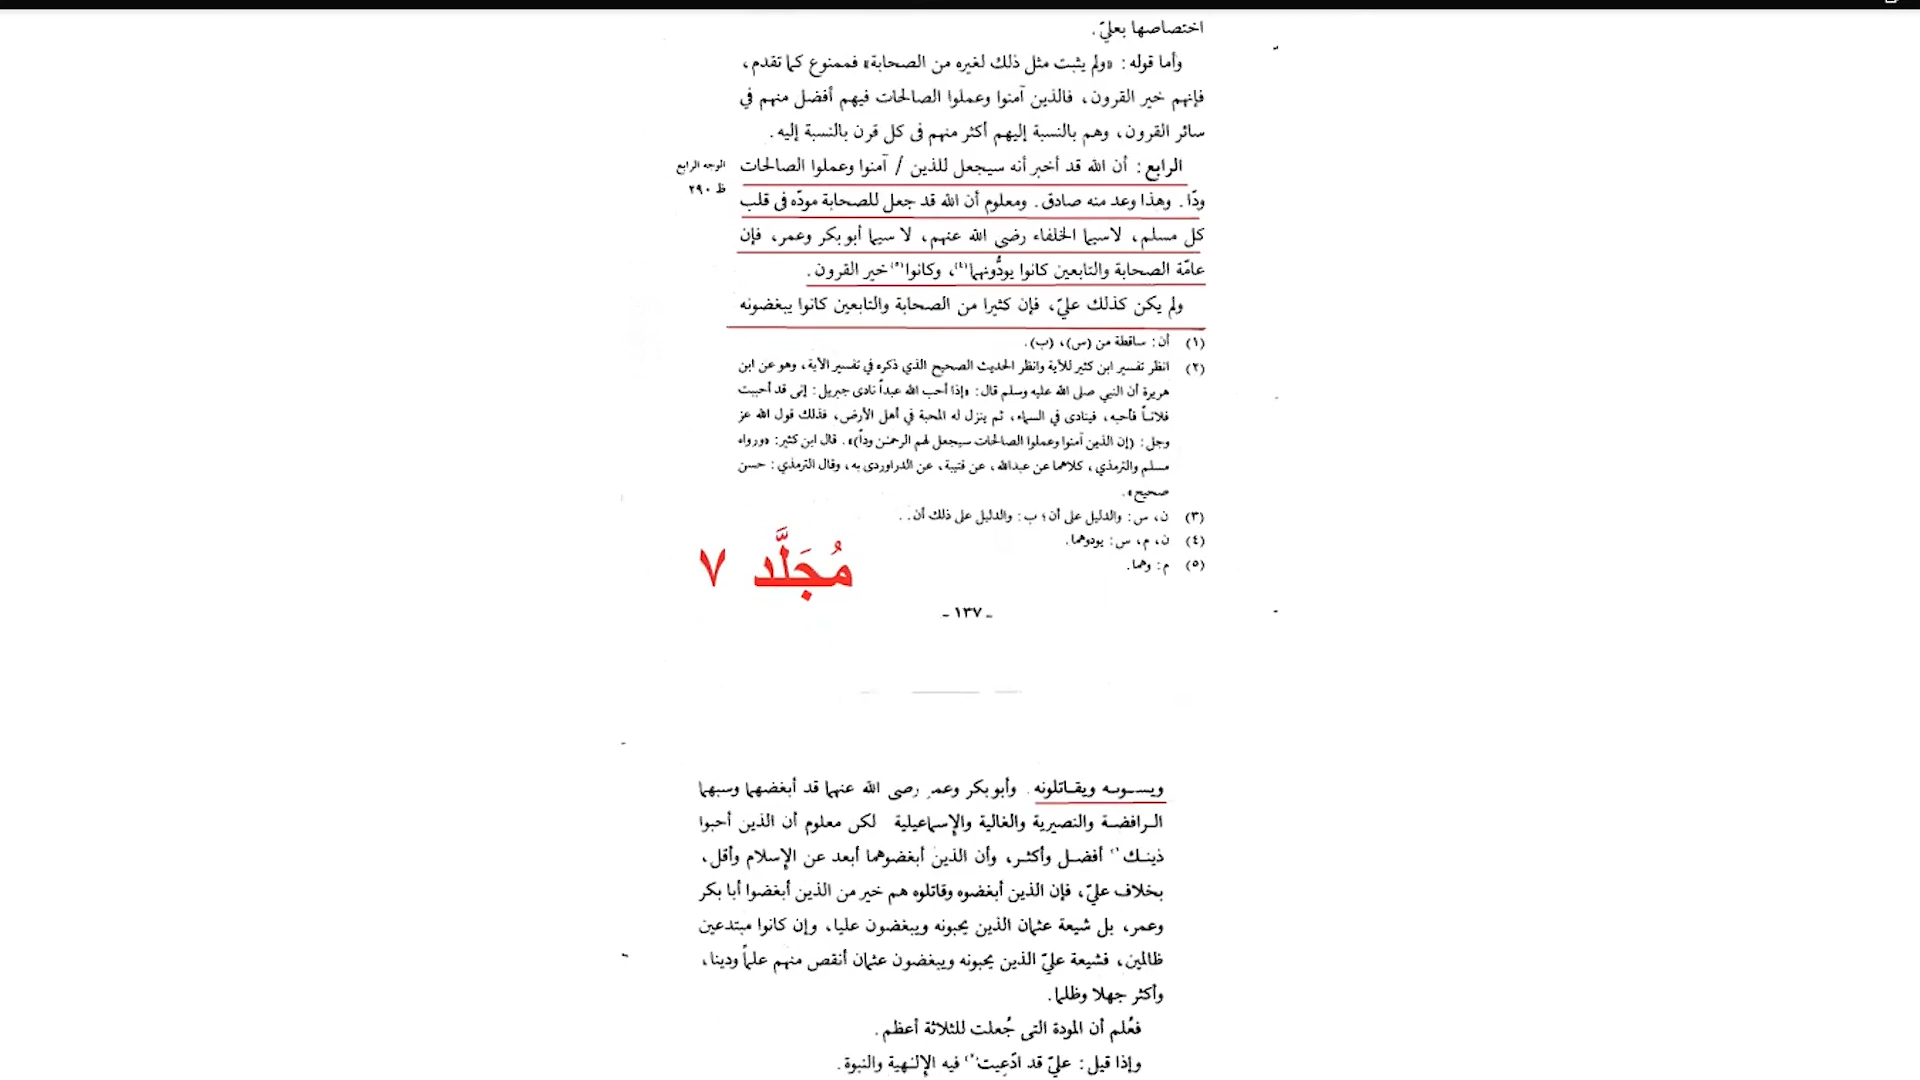 اختصاصها بعليّ.
وأما قوله: «ولم يثبت مثل ذلك لغيره من الصحابة» فممنوع كما تقدم،
فإنهم خير القرون، فالذين آمنوا وعملوا الصالحات فيهم أفضل منهم في
سائر القرون، وهم بالنسبة إليهم أكثر منهم فى كل قرن بالنسبة إليه.
الرابع: أن الله قد أخبر أنه سيجعل للذين / آمنوا وعملوا الصالحات
الوجه الرابع
ظ ٢٩٠
ودّا. وهذا وعد منه صادق. ومعلوم أن الله قد جعل للصحابة مودّه فى قلب
كل مسلم، لاسيما الخلفاء رضى الله عنهم، لا سيما أبو بكر وعمر، فإن
عامّة الصحابة والتابعين كانوا يودُّونهما(٤)، وكانوا(٥) خير القرون.
ولم يكن كذلك عليّ، فإن كثيرا من الصحابة والتابعين كانوا يبغضونه
(١) أن: ساقطة من (س)، (ب).
(٢) انظر تفسير ابن كثير للآية وانظر الحديث الصحيح الذي ذكره في تفسير الآية، وهو عن ابن
هريرة أن النبي صلى الله عليه وسلم قال: «إذا أحب الله عبداً نادى جبريل: إنى قد أحببت
فلاناً فأحبه، فينادى في السماء، ثم ينزل له المحبة في أهل الأرض، فذلك قول الله عز
وجل: (إن الذين آمنوا وعملوا الصالحات سيجعل لهم الرحمن وداً)». قال ابن كثير: «ورواه
مسلم والترمذي، كلاهما عن عبدالله، عن قتيبة، عن الدراوردى به، وقال الترمذي: حسن
صحيح».
(٣) ن، س: والدليل على أن؛ ب: والدليل على ذلك أن..
(٤) ن، م، س: يودوهما.
(٥) م: وهما.
مُجَلَّد ٧
- ١٣٧ -
ويسبونه ويقاتلونه. وأبو بكر وعمر رضى الله عنهما قد أبغضهما وسبهما
الرافضة والنصيرية والغالية والإسماعيلية لكن معلوم أن الذين أحبوا
ذينك أفضل وأكثر، وأن الذين أبغضوهما أبعد عن الإسلام وأقل،
بخلاف عليّ، فإن الذين أبغضوه وقاتلوه هم خير من الذين أبغضوا أبا بكر
وعمر، بل شيعة عثمان الذين يحبونه ويبغضون عليا، وإن كانوا مبتدعين
ظالمين، فشيعة عليّ الذين يحبونه ويبغضون عثمان أنقص منهم علماً ودينا،
وأكثر جهلا وظلما.
فعُلم أن المودة التى جُعلت للثلاثة أعظم.
وإذا قيل: عليّ قد ادّعيت فيه الإلهية والنبوة.